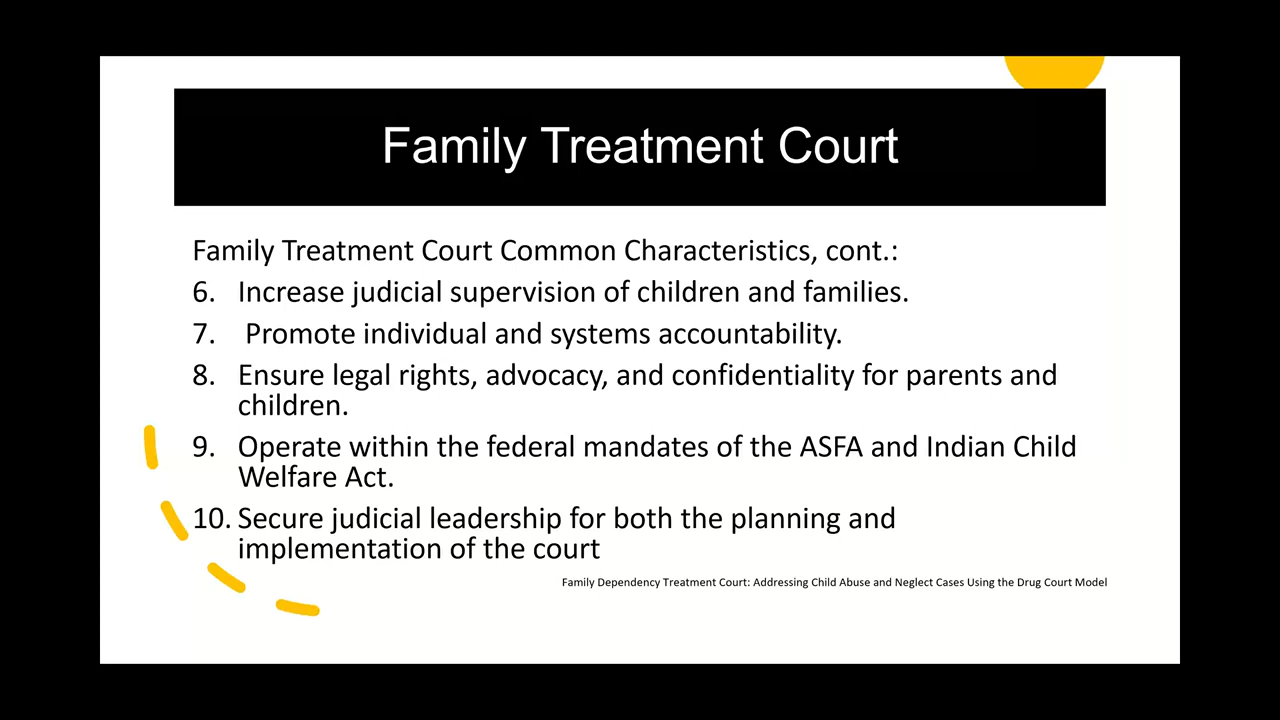 Family Treatment Court
Family Treatment Court Common Characteristics, cont.:
6. Increase judicial supervision of children and families.
7. Promote individual and systems accountability.
8. Ensure legal rights, advocacy, and confidentiality for parents and
children.
9. Operate within the federal mandates of the ASFA and Indian Child
Welfare Act.
10. Secure judicial leadership for both the planning and
implementation of the court
Family Dependency Treatment Court: Addressing Child Abuse and Neglect Cases Using the Drug Court Model